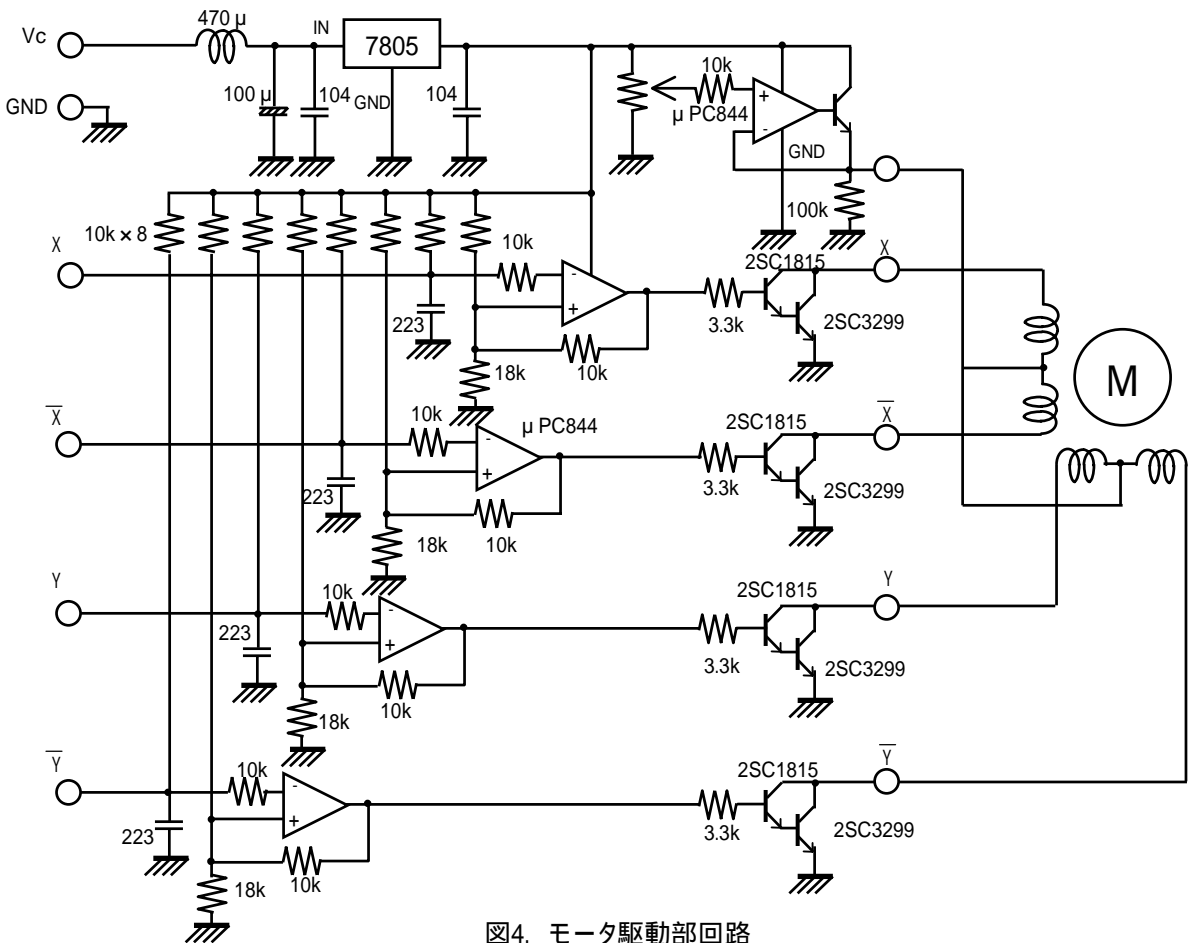 470 μ
Vc
IN
7805
10k
100 μ
104
GND
104
μ PC844
+
-
GND
GND
100k
10k × 8
X
10k
-
+
223
18k
10k
3.3k
2SC1815
2SC3299
X
M
X̅
10k
μ PC844
-
+
223
18k
10k
3.3k
2SC1815
2SC3299
X̅
Y
10k
-
+
223
18k
10k
3.3k
2SC1815
2SC3299
Y
Y̅
10k
-
+
223
18k
10k
3.3k
2SC1815
2SC3299
Y̅
図4. モータ駆動部回路